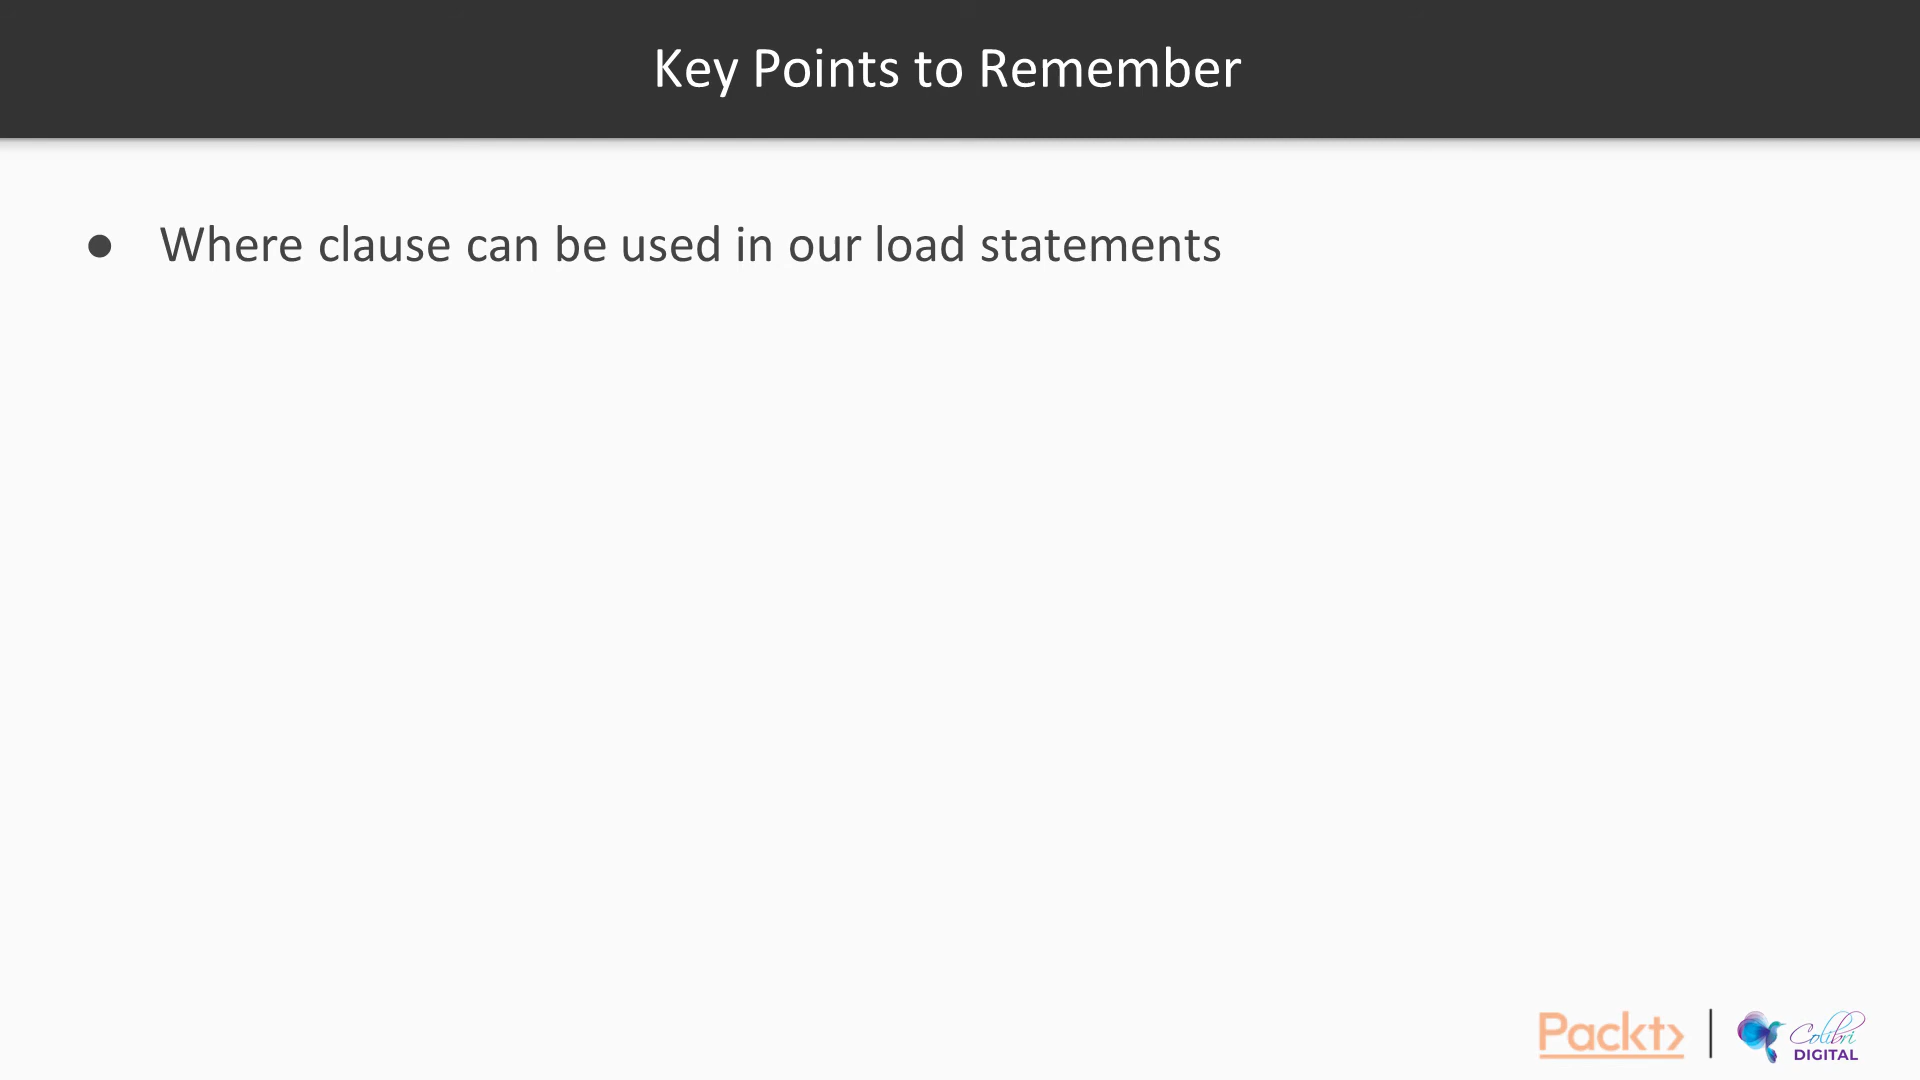 Key Points to Remember
● Where clause can be used in our load statements
Packt>
Colibri
DIGITAL